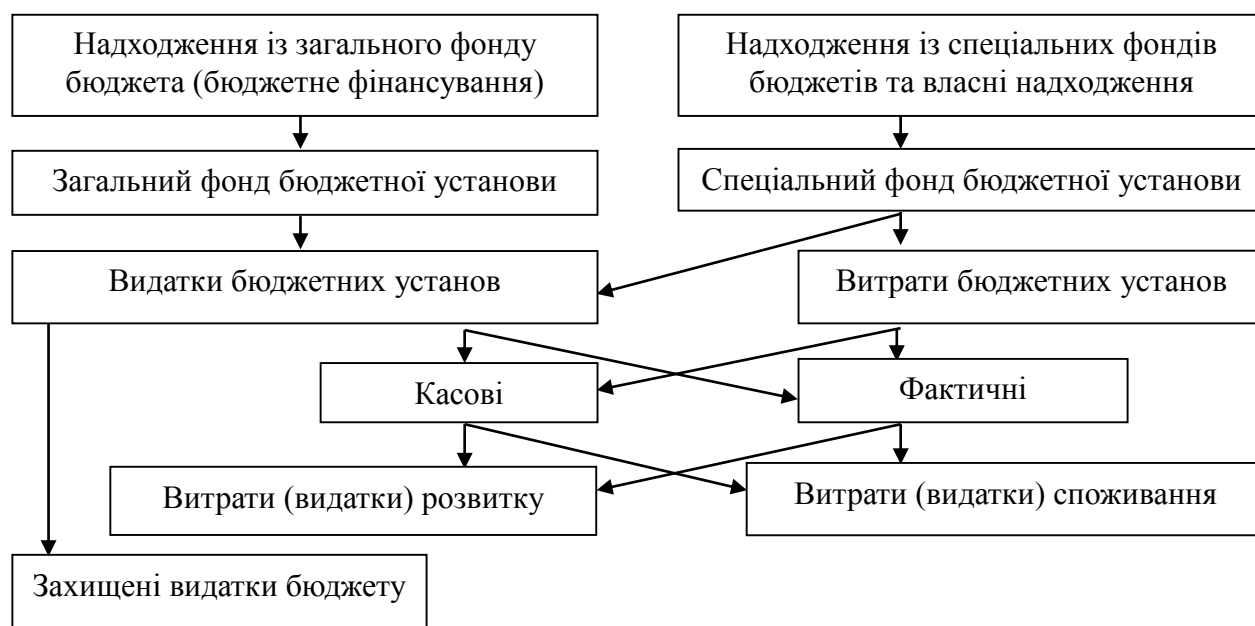 Надходження із загального фонду
бюджета (бюджетне фінансування)
Надходження із спеціальних фондів
бюджетів та власні надходження
Загальний фонд бюджетної установи
Спеціальний фонд бюджетної установи
Видатки бюджетних установ
Витрати бюджетних установ
Касові
Фактичні
Витрати (видатки) розвитку
Витрати (видатки) споживання
Захищені видатки бюджету